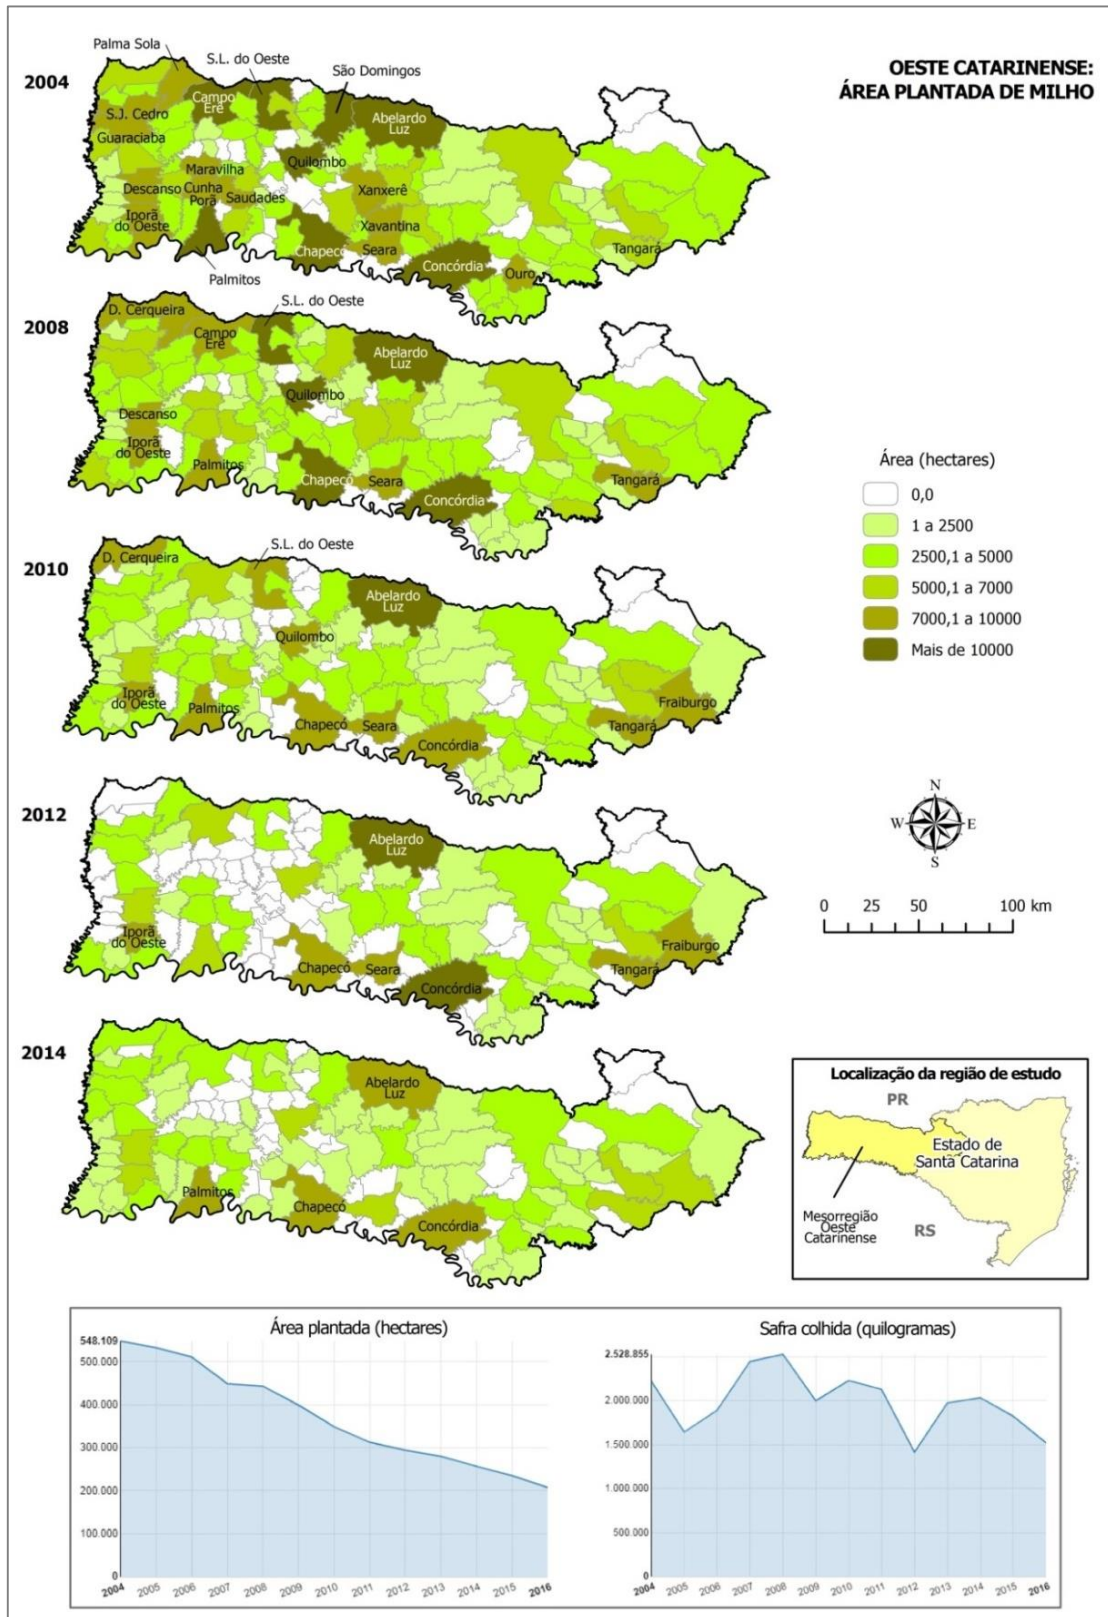 OESTE CATARINENSE:
ÁREA PLANTADA DE MILHO
2004
Palma Sola
S.L. do Oeste
São Domingos
Campo
Erê
Abelardo
Luz
S.J. Cedro
Guaraciaba
Quilombo
Maravilha
Descanso
Cunha
Porã
Saudades
Xanxerê
Iporã
do Oeste
Xavantina
Chapecó
Seara
Tangará
Concórdia
Ouro
Palmitos
2008
D. Cerqueira
S.L. do Oeste
Campo
Erê
Abelardo
Luz
Quilombo
Descanso
Iporã
do Oeste
Palmitos
Chapecó
Seara
Tangará
Concórdia
2010
D. Cerqueira
S.L. do Oeste
Abelardo
Luz
Quilombo
Iporã
do Oeste
Palmitos
Chapecó
Seara
Concórdia
Tangará
Fraiburgo
2012
Abelardo
Luz
Iporã
do Oeste
Chapecó
Seara
Concórdia
Tangará
Fraiburgo
2014
Abelardo
Luz
Palmitos
Chapecó
Concórdia
Área (hectares)
0,0
1 a 2500
2500,1 a 5000
5000,1 a 7000
7000,1 a 10000
Mais de 10000
N
W E
S
0 25 50 100 km
Localização da região de estudo
PR
Estado de
Santa Catarina
Mesorregião
Oeste
Catarinense
RS
Área plantada (hectares)
548.109
500.000
400.000
300.000
200.000
100.000
0
2004 2005 2006 2007 2008 2009 2010 2011 2012 2013 2014 2015 2016
Safra colhida (quilogramas)
2.528.855
2.000.000
1.500.000
1.000.000
500.000
0
2004 2005 2006 2007 2008 2009 2010 2011 2012 2013 2014 2015 2016